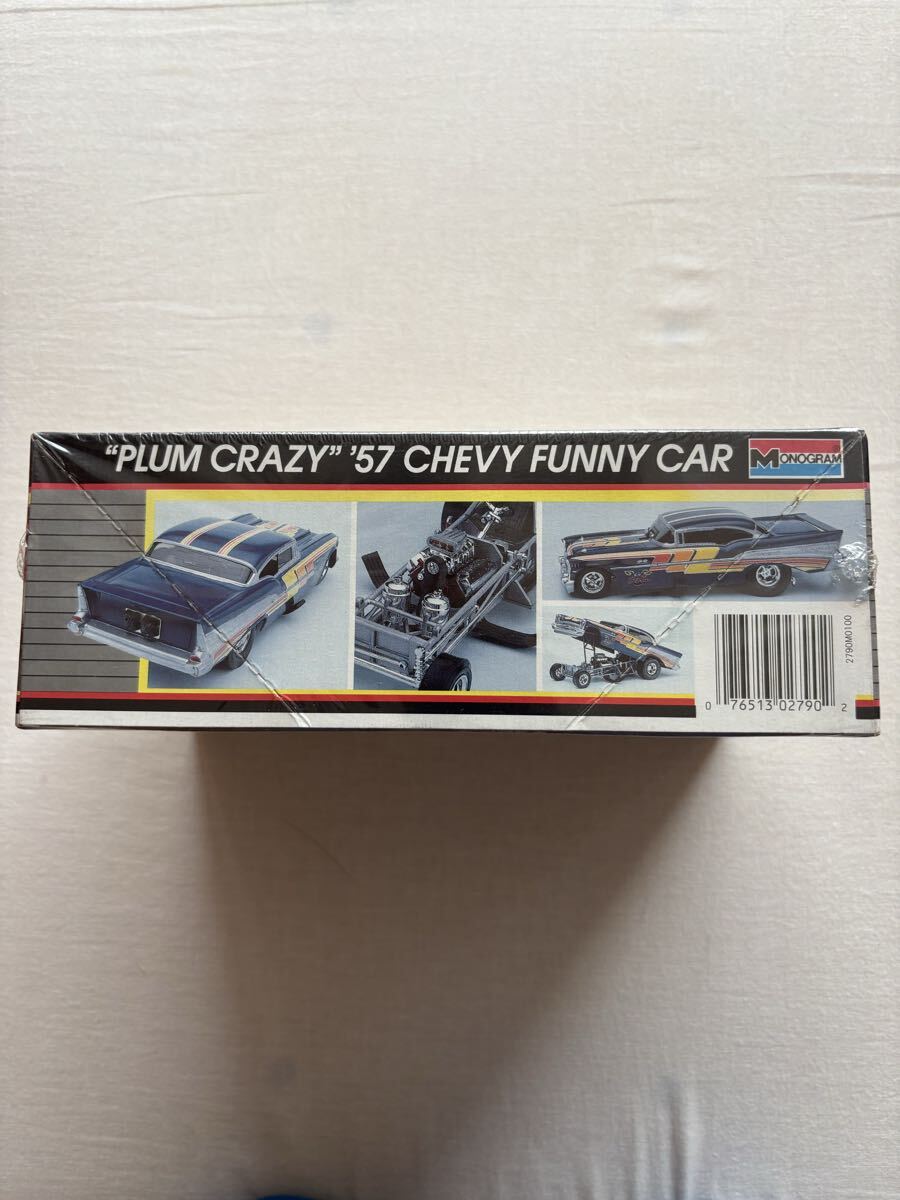 “PLUM CRAZY” ’57 CHEVY FUNNY CAR
MONOGRAM
2790M0100
0 76513 02790 2